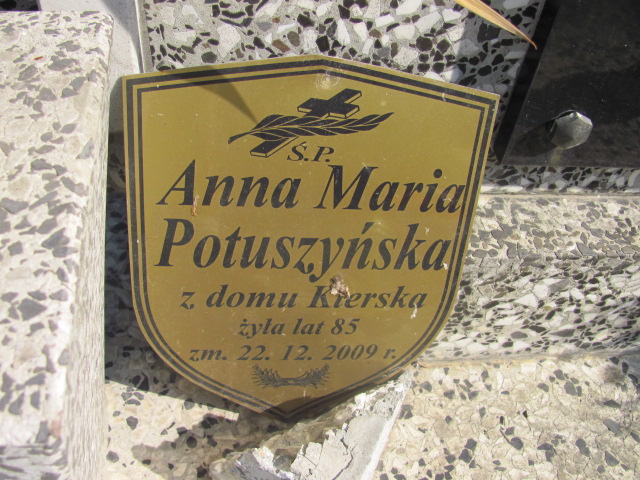 Ś.P.
Anna Maria
Potuszyńska
z domu Kierska
żyła lat 85
zm. 22. 12. 2009 r.